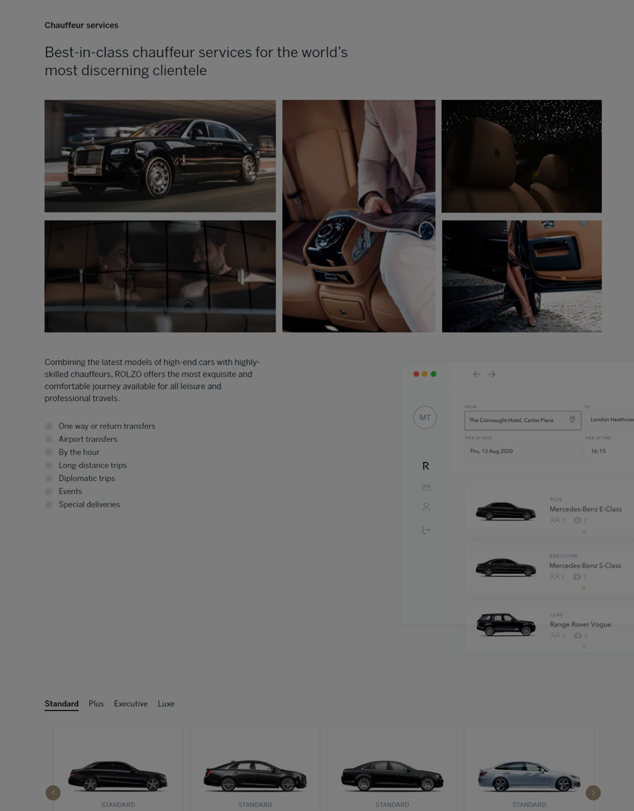 Chauffeur services
Best-in-class chauffeur services for the world's
most discerning clientele
Combining the latest models of high-end cars with highly-
skilled chauffeurs, ROLZO offers the most exquisite and
comfortable journey available for all leisure and
professional travels.
One way or return transfers
Airport transfers
By the hour
Long-distance trips
Diplomatic trips
Events
Special deliveries
MT
R
FROM
TO
The Connaught Hotel, Carlos Place
London Heathrow
PICK UP DATE
PICK UP TIME
Thu, 13 Aug 2020
16:15
PLUS
Mercedes-Benz E-Class
EXECUTIVE
Mercedes-Benz S-Class
LUXE
Range Rover Vogue
Standard Plus Executive Luxe
STANDARD STANDARD STANDARD STANDARD